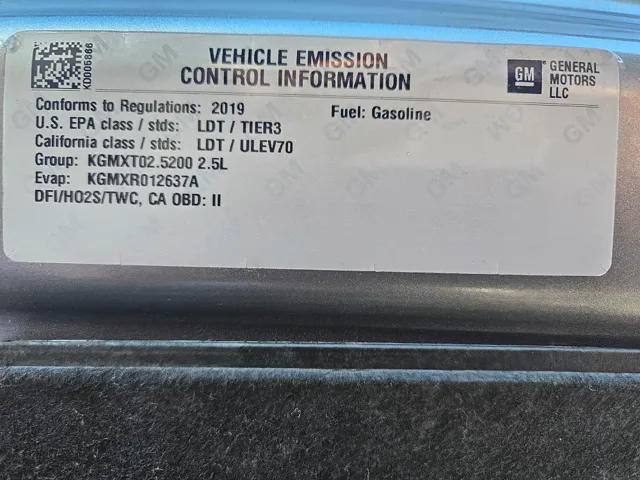 KD005866
VEHICLE EMISSION
CONTROL INFORMATION
GM
GENERAL
MOTORS
LLC
Conforms to Regulations: 2019
Fuel: Gasoline
U.S. EPA class / stds: LDT / TIER3
California class / stds: LDT / ULEV70
Group: KGMXT02.5200 2.5L
Evap: KGMXR012637A
DFI/HO2S/TWC, CA OBD: II